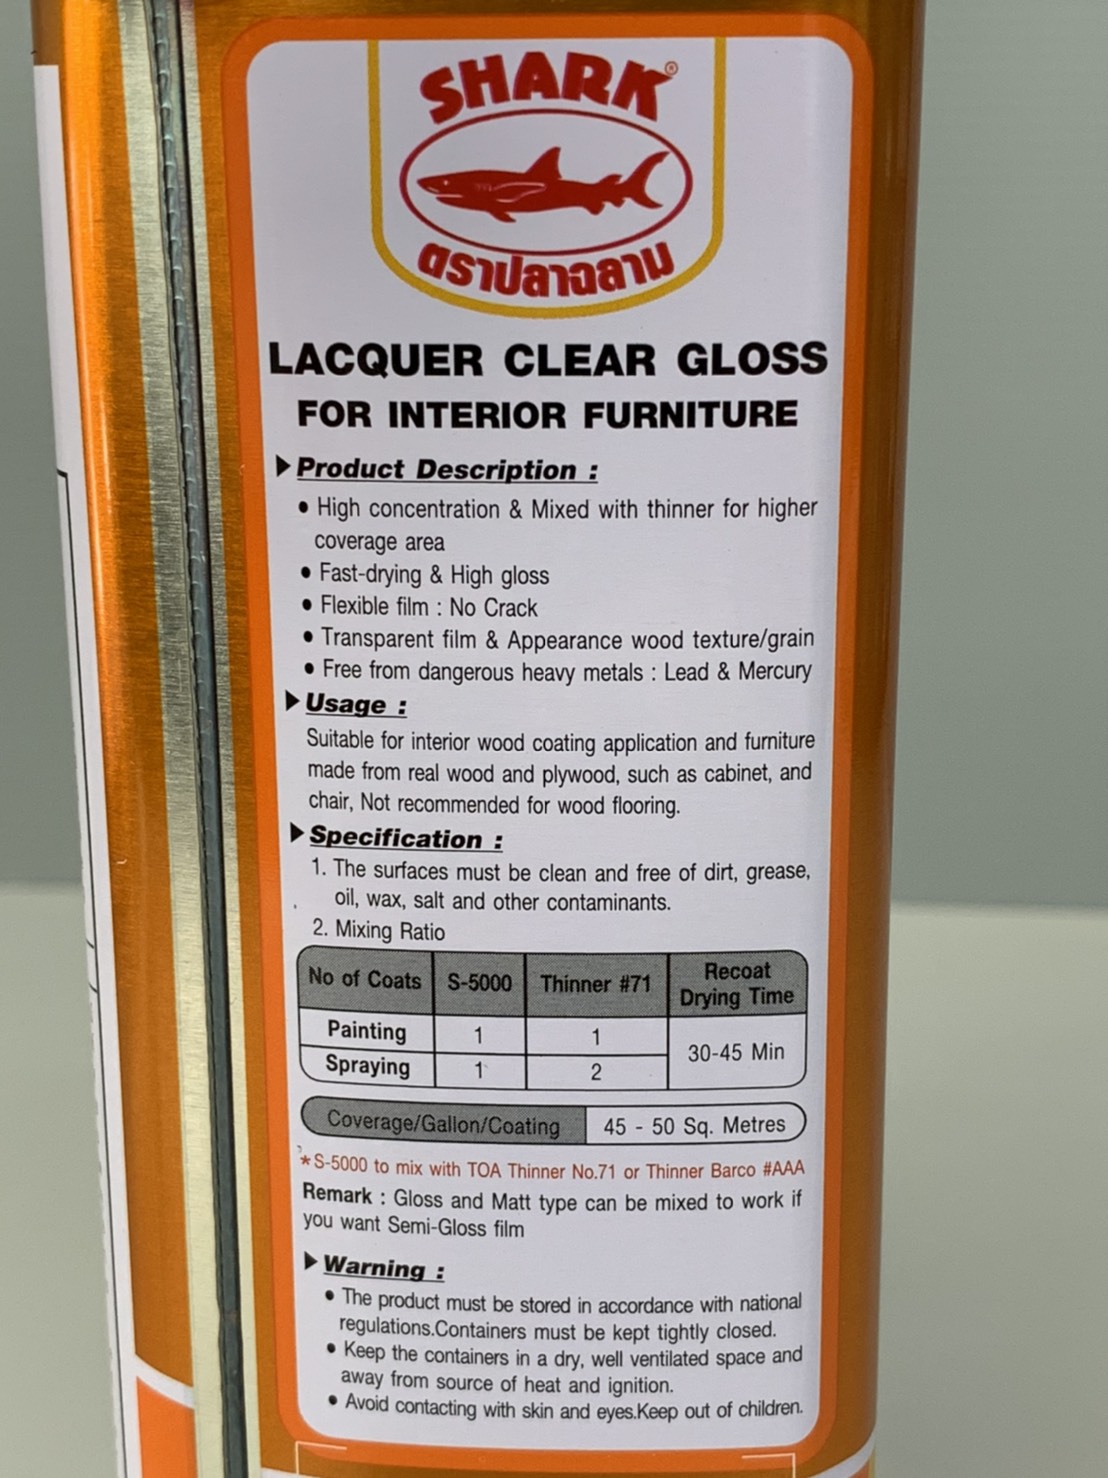 SHARK®
ตราปลาฉลาม
LACQUER CLEAR GLOSS
FOR INTERIOR FURNITURE
Product Description :
• High concentration & Mixed with thinner for higher
coverage area
• Fast-drying & High gloss
• Flexible film : No Crack
• Transparent film & Appearance wood texture/grain
• Free from dangerous heavy metals : Lead & Mercury
Usage :
Suitable for interior wood coating application and furniture
made from real wood and plywood, such as cabinet, and
chair, Not recommended for wood flooring.
Specification :
1. The surfaces must be clean and free of dirt, grease,
oil, wax, salt and other contaminants.
2. Mixing Ratio
No of Coats S-5000 Thinner #71 Recoat Drying Time
Painting 1 1 30-45 Min
Spraying 1 2
Coverage/Gallon/Coating 45 - 50 Sq. Metres
*S-5000 to mix with TOA Thinner No.71 or Thinner Barco #AAA
Remark : Gloss and Matt type can be mixed to work if
you want Semi-Gloss film
Warning :
• The product must be stored in accordance with national
regulations.Containers must be kept tightly closed.
• Keep the containers in a dry, well ventilated space and
away from source of heat and ignition.
• Avoid contacting with skin and eyes.Keep out of children.